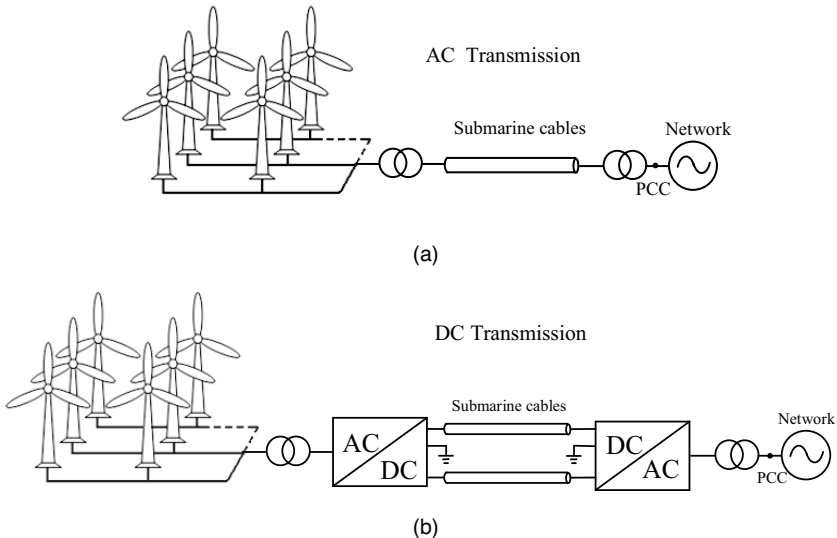 AC Transmission
Submarine cables
Network
PCC
(a)
DC Transmission
Submarine cables
Network
AC
DC
DC
AC
PCC
(b)